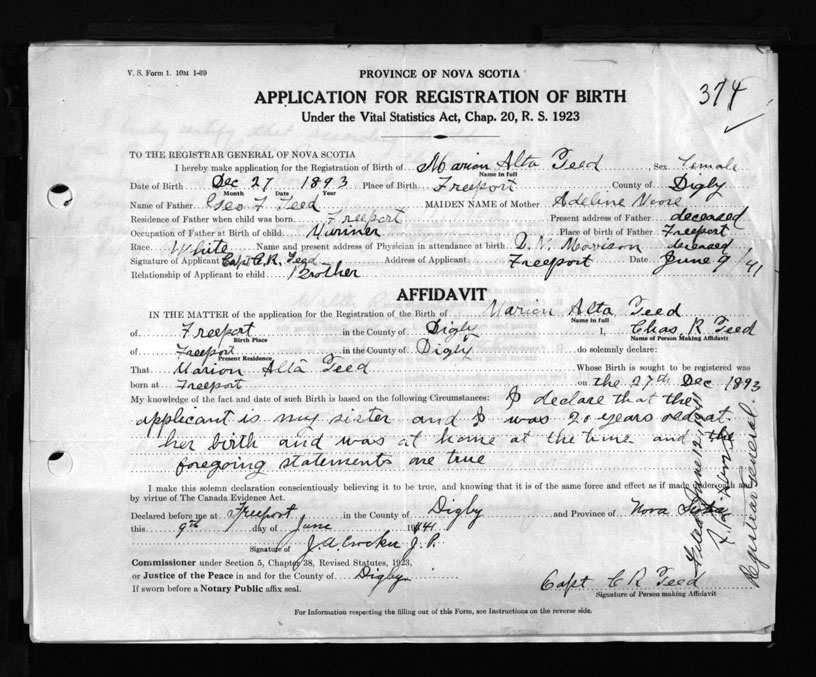 V. S. Form 1. 10M 1-39
PROVINCE OF NOVA SCOTIA
374
APPLICATION FOR REGISTRATION OF BIRTH
Under the Vital Statistics Act, Chap. 20, R. S. 1923
TO THE REGISTRAR GENERAL OF NOVA SCOTIA
I hereby make application for the Registration of Birth of Marion Alta Teed Sex Female
Name in full
Date of Birth Dec 27 1893 Place of Birth Freeport County of Digby
Month Date Year
Name of Father Geo F Teed MAIDEN NAME of Mother Adeline
Residence of Father when child was born Freeport Present address of Father deceased
Occupation of Father at Birth of child Mariner Place of birth of Father Freeport
Race White Name and present address of Physician in attendance at birth Morrison deceased
Signature of Applicant Capt C.R. Teed Address of Applicant Freeport Date June 9/41
Relationship of Applicant to child Brother
AFFIDAVIT
IN THE MATTER of the application for the Registration of the Birth of Marion Alta Teed
Name in full
of Freeport in the County of Digby I, Chas. R Teed
Birth Place Name of Person Making Affidavit
of Freeport in the County of Digby do solemnly declare:
Present Residence
That Marion Alta Teed Whose Birth is sought to be registered was
born at Freeport on the 27th Dec 1893
My knowledge of the fact and date of such Birth is based on the following Circumstances: I declare that the
applicant is my sister and I was 20 years old at
her birth and was at home at the time and the
foregoing statements are true
I make this solemn declaration conscientiously believing it to be true, and knowing that it is of the same force and effect as if made under oath and
by virtue of The Canada Evidence Act.
Declared before me at Freeport in the County of Digby and Province of Nova Scotia
this 9th day of June 1941
Signature of J.A. Crocker J.P.
Commissioner under Section 5, Chapter 38, Revised Statutes, 1923,
or Justice of the Peace in and for the County of Digby
If sworn before a Notary Public affix seal.
Capt C R Teed
Signature of Person making Affidavit
For Information respecting the filling out of this Form, see Instructions on the reverse side.
Filed June 12, 1941
Registrar General.